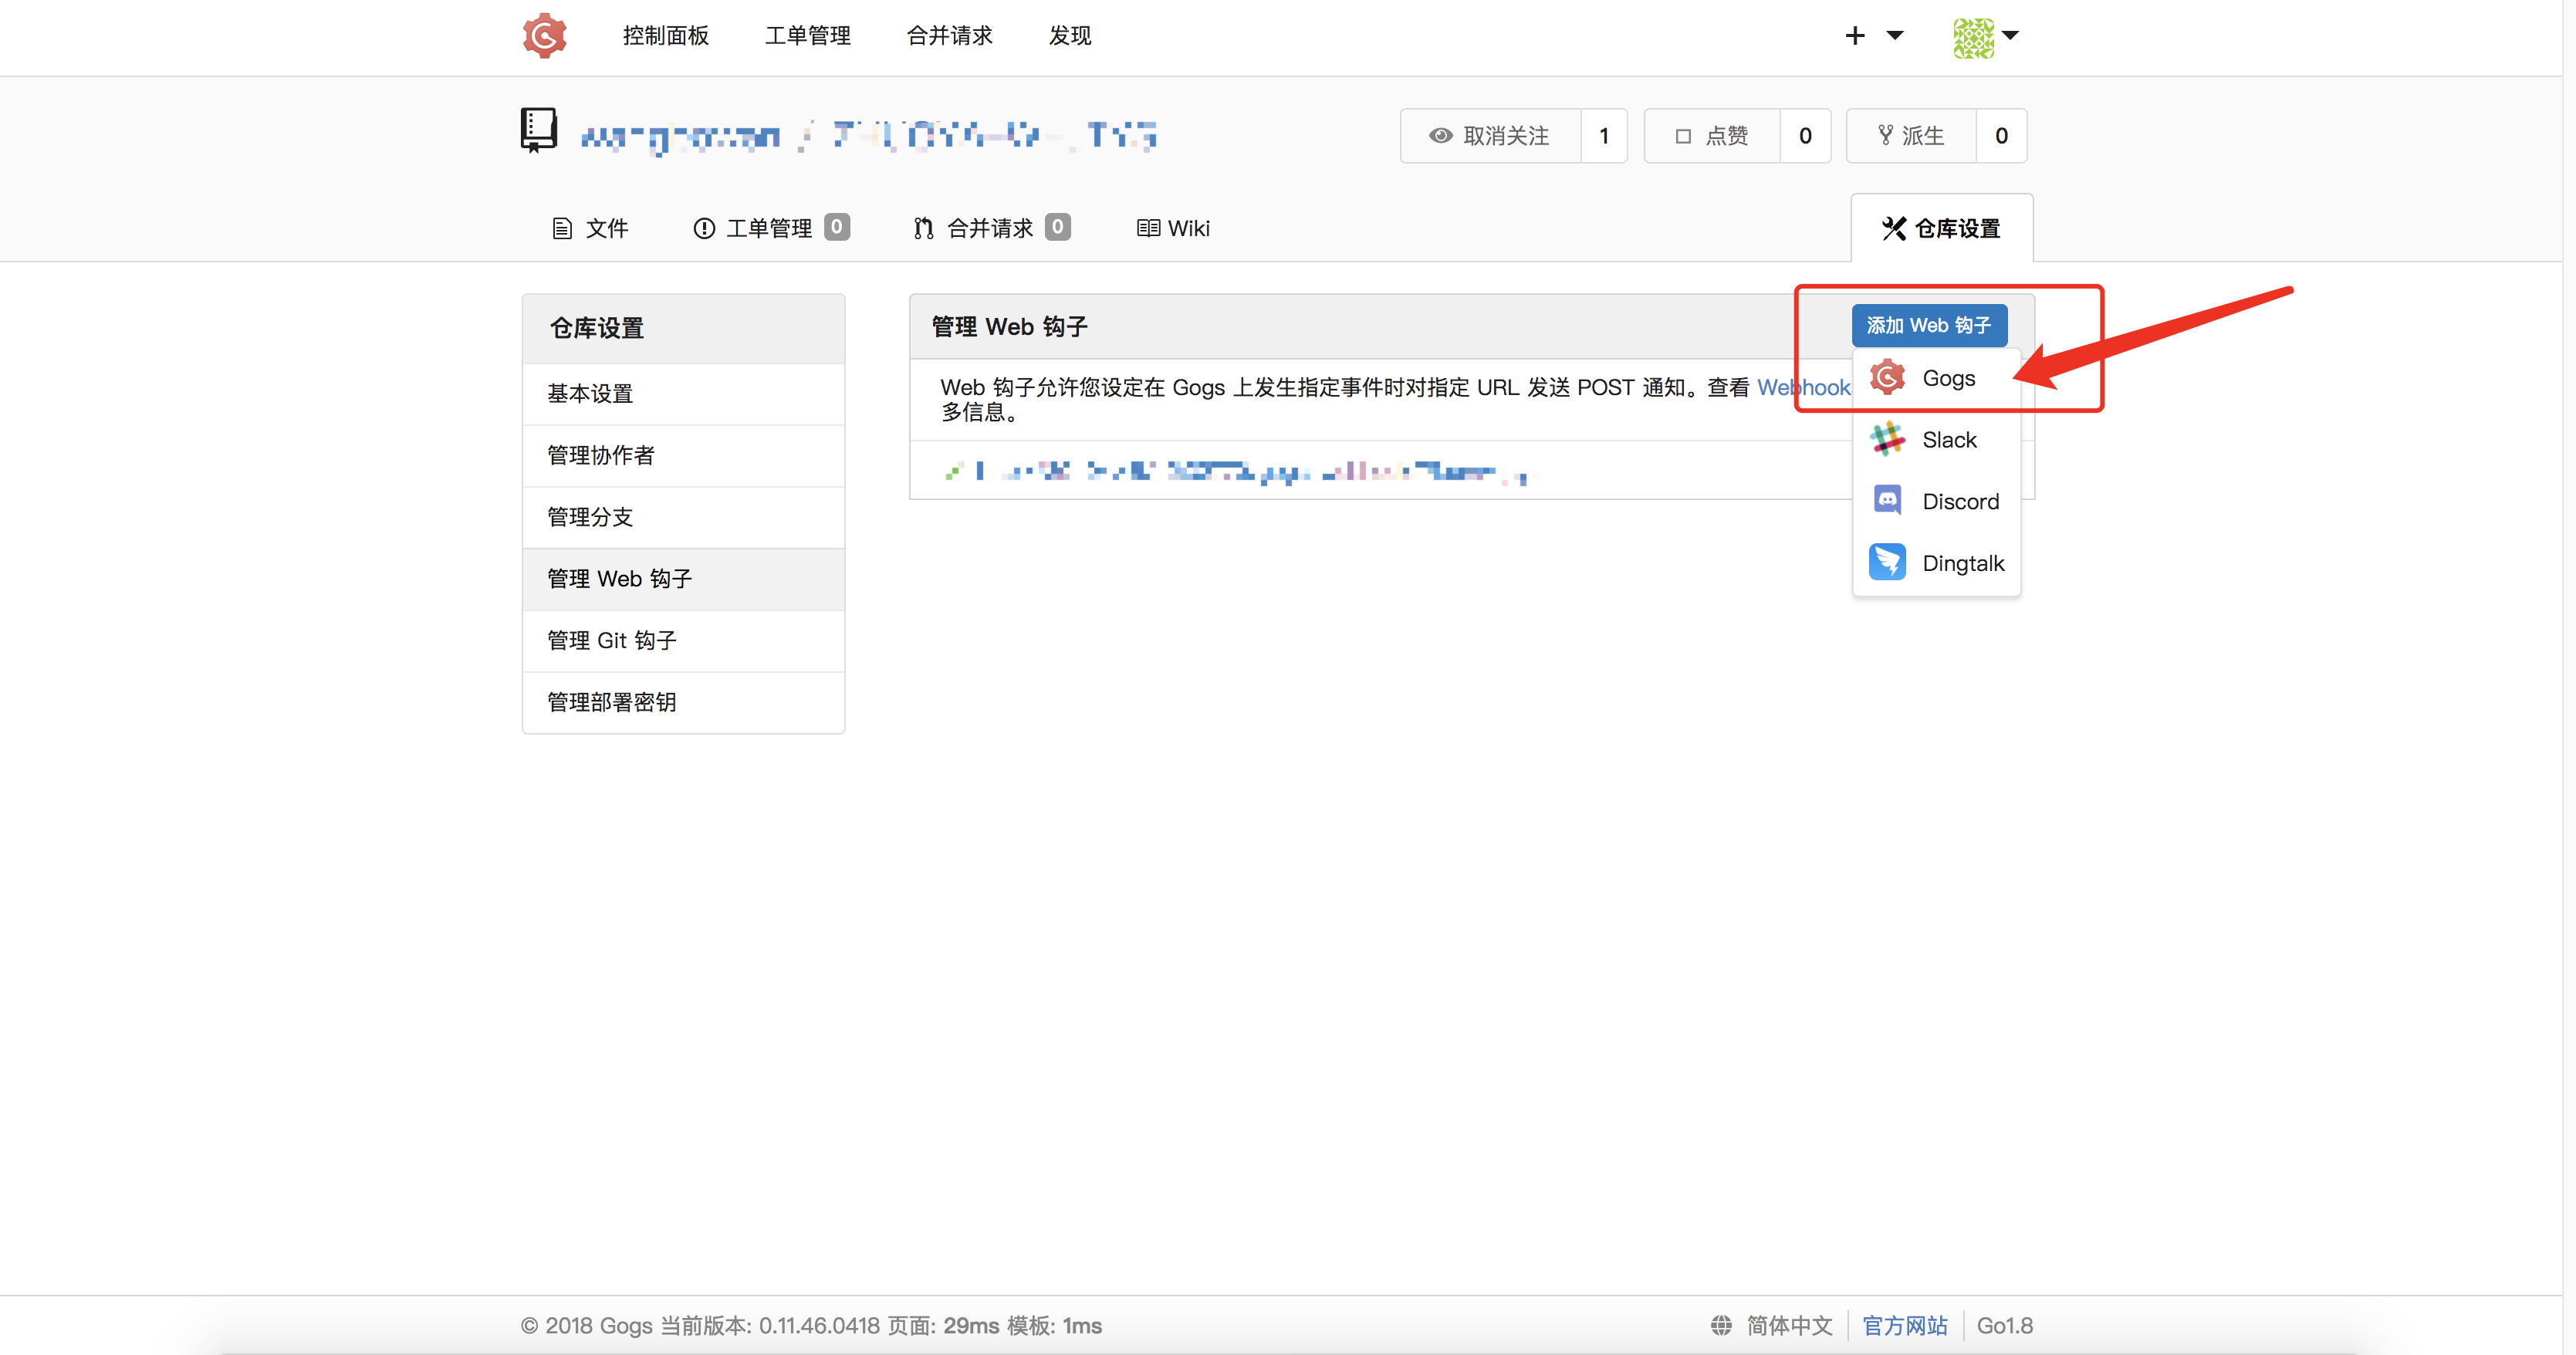 控制面板 工单管理 合并请求 发现
取消关注 1 点赞 0 派生 0
文件 工单管理 0 合并请求 0 Wiki 仓库设置
仓库设置
基本设置
管理协作者
管理分支
管理 Web 钩子
管理 Git 钩子
管理部署密钥
管理 Web 钩子 添加 Web 钩子
Web 钩子允许您设定在 Gogs 上发生指定事件时对指定 URL 发送 POST 通知。查看 Webhook
多信息。
Gogs
Slack
Discord
Dingtalk
© 2018 Gogs 当前版本: 0.11.46.0418 页面: 29ms 模板: 1ms 简体中文 官方网站 Go1.8